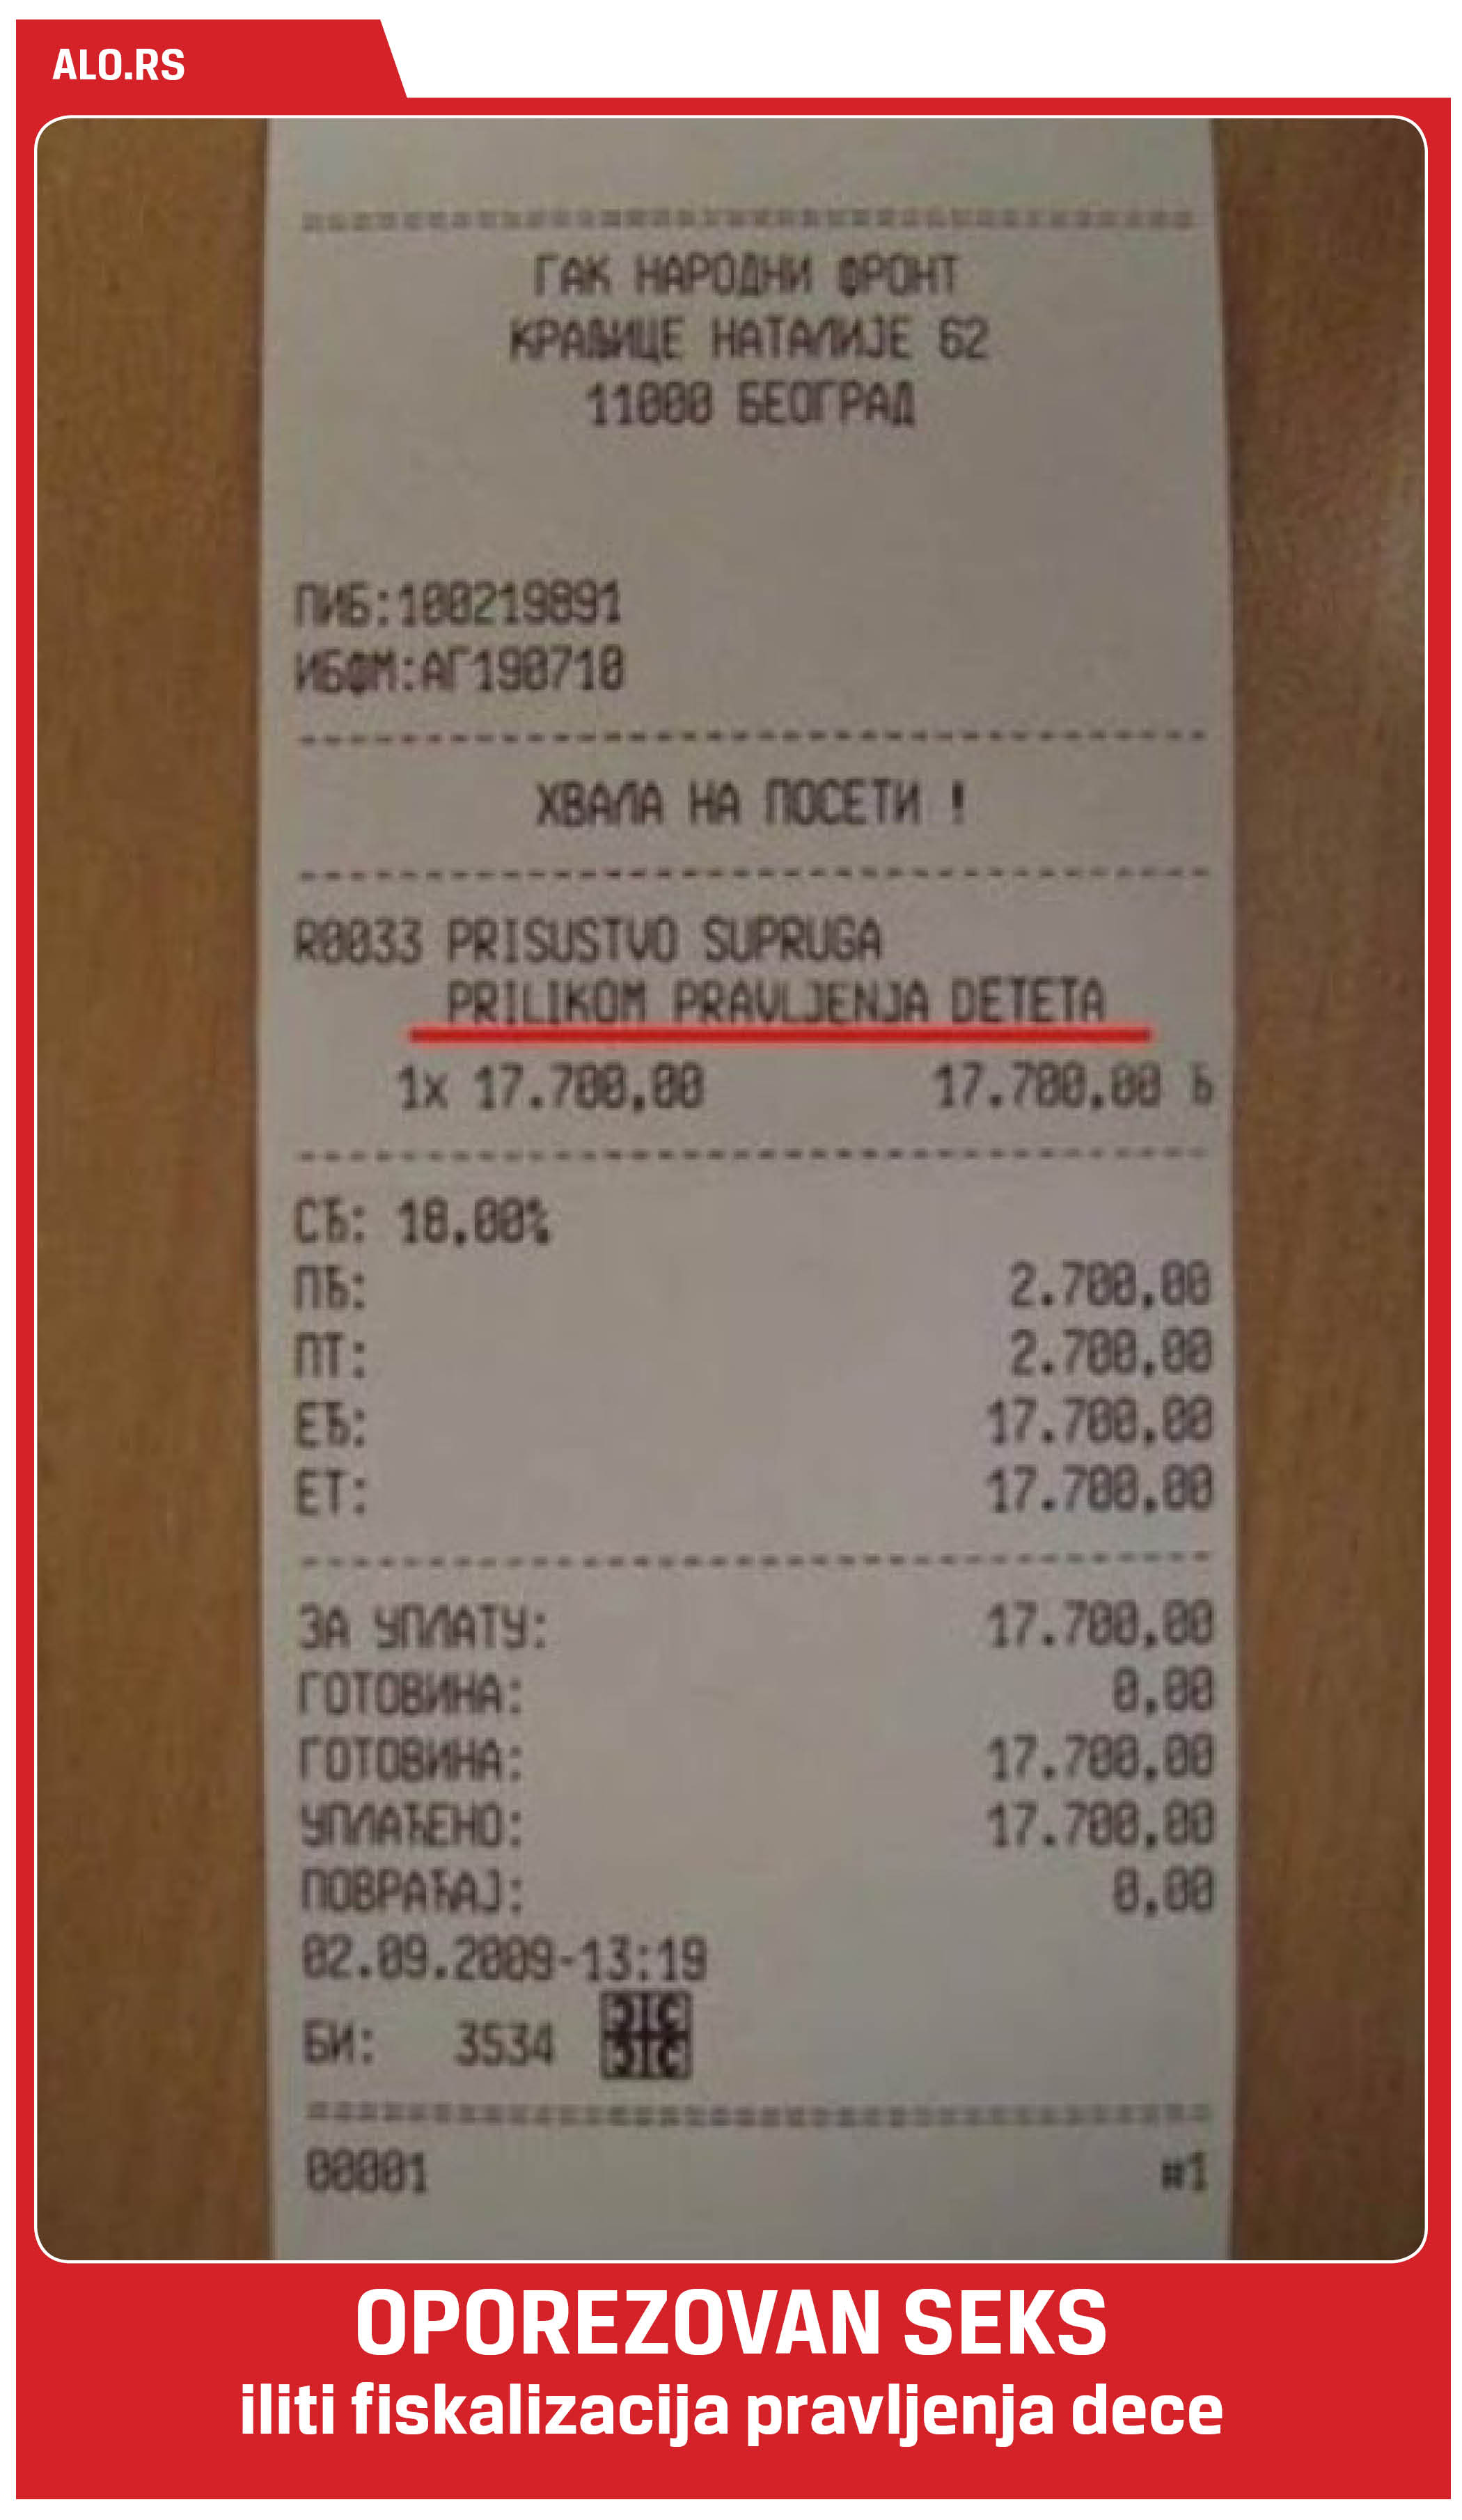 ALO.RS
ГАК НАРОДНИ ФРОНТ
КРАЉИЦЕ НАТАЛИЈЕ 62
11000 БЕОГРАД
ПИБ:100219891
ИБФМ:АГ190710
ХВАЛА НА ПОСЕТИ !
R0033 PRISUSTVO SUPRUGA
PRILIKOM PRAVLJENJA DETETA
1x 17.700,00 17.700,00 Ђ
СЂ: 18,00%
ПЂ: 2.700,00
ПТ: 2.700,00
ЕЂ: 17.700,00
ЕТ: 17.700,00
ЗА УПЛАТУ: 17.700,00
ГОТОВИНА: 0,00
ГОТОВИНА: 17.700,00
УПЛАЋЕНО: 17.700,00
ПОВРАЋАЈ: 0,00
02.09.2009-13:19
БИ: 3534
00001 #1
OPOREZOVAN SEKS
iliti fiskalizacija pravljenja dece